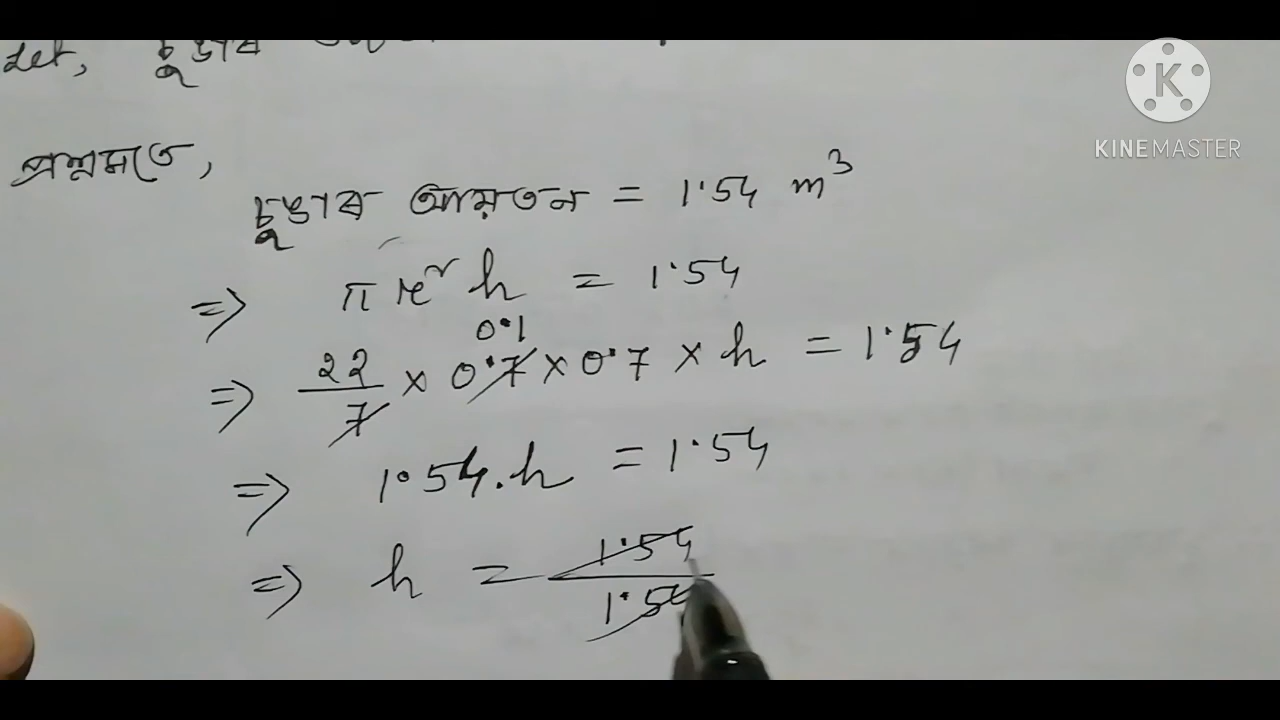 Let, চুঙাৰ
KINEMASTER
প্ৰশ্নমতে,
চুঙাৰ আয়তন = 1.54 m³
=> πr²h = 1.54
0.1
=> 22/7 × 0.7 × 0.7 × h = 1.54
=> 1.54.h = 1.54
=> h = 1.54/1.54